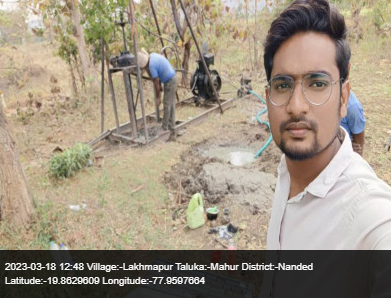 2023-03-18 12:48 Village:-Lakhmapur Taluka:-Mahur District:-Nanded
Latitude:-19.8629609 Longitude:-77.9597664